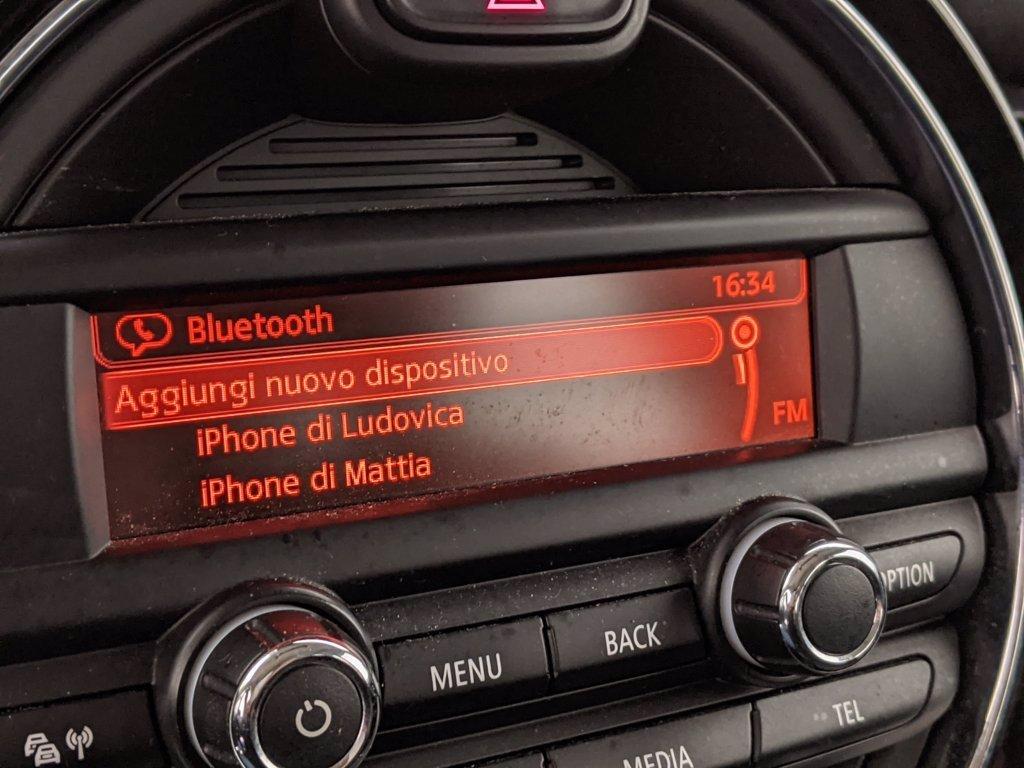 Bluetooth 16:34
Aggiungi nuovo dispositivo
iPhone di Ludovica
iPhone di Mattia
FM
MENU
BACK
OPTION
MEDIA
TEL